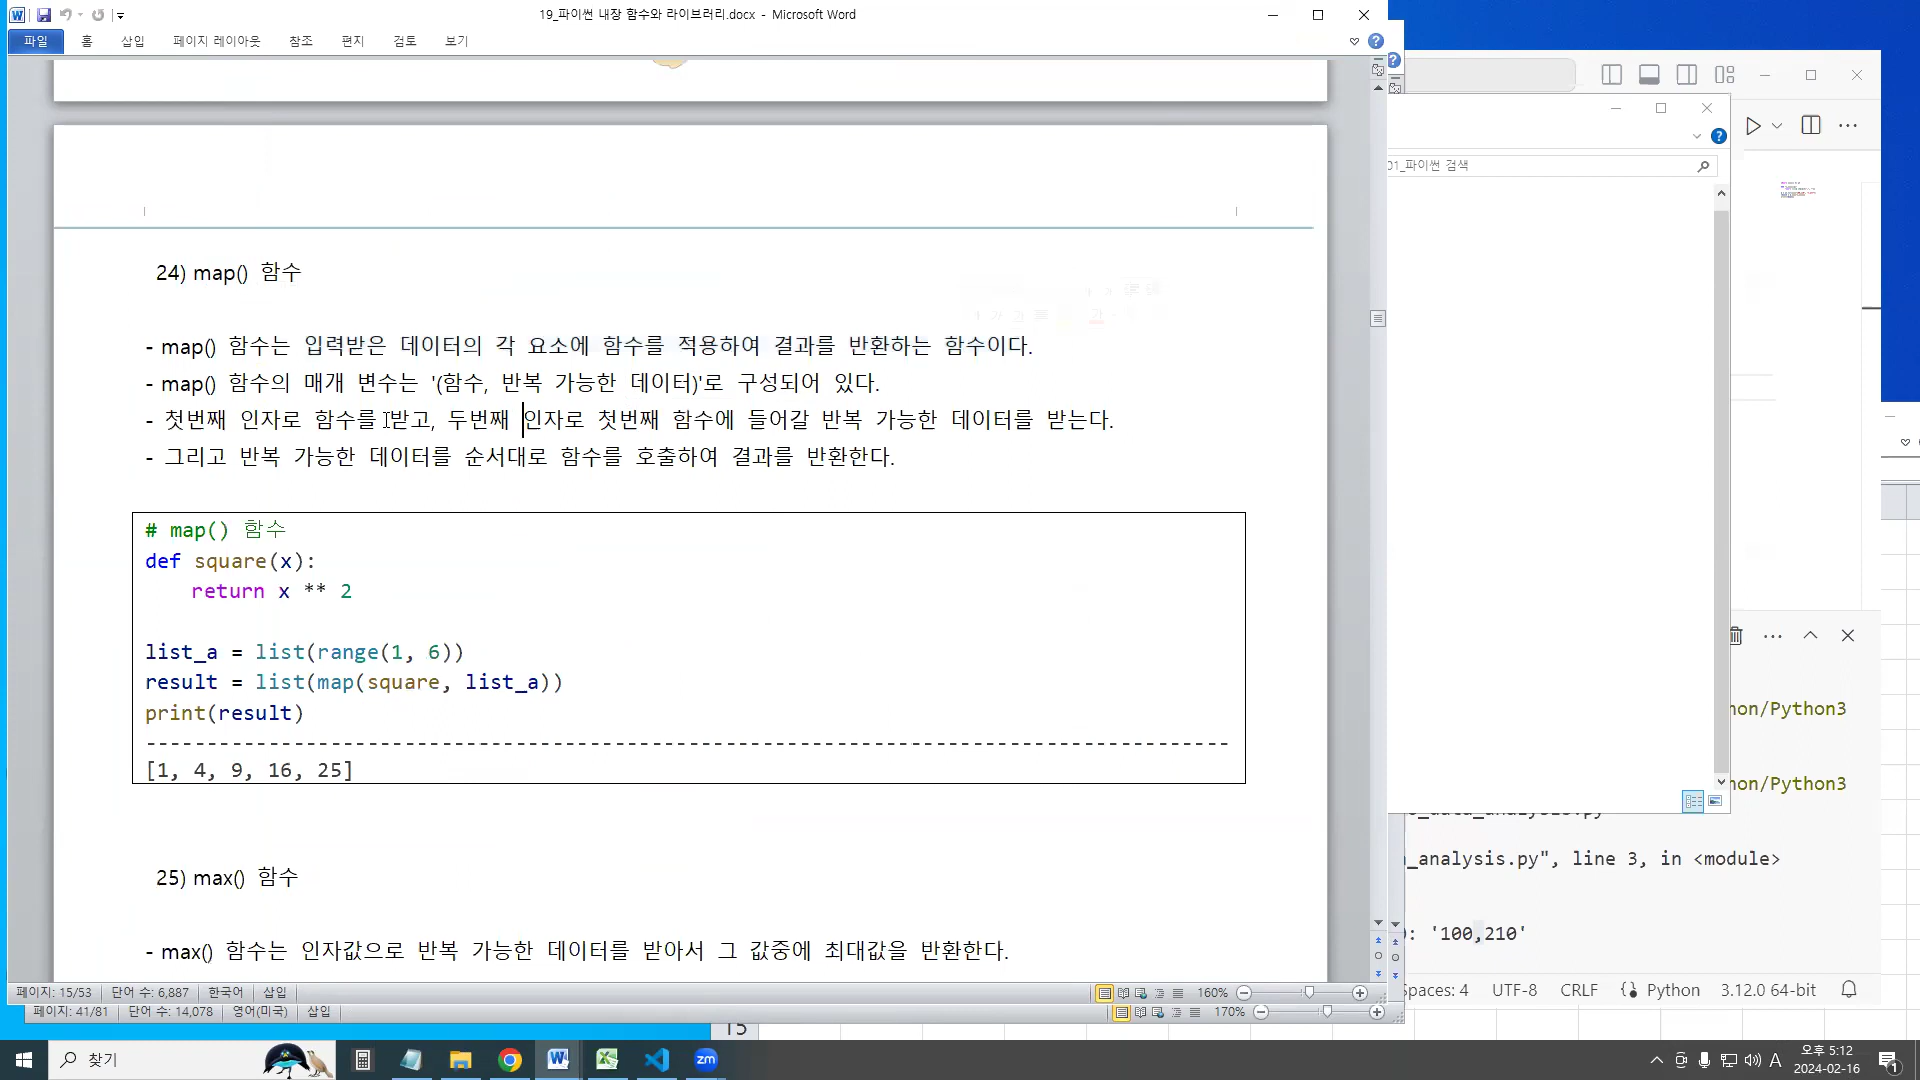 19_파이썬 내장 함수와 라이브러리.docx - Microsoft Word
파일 홈 삽입 페이지 레이아웃 참조 편지 검토 보기
24) map() 함수
- map() 함수는 입력받은 데이터의 각 요소에 함수를 적용하여 결과를 반환하는 함수이다.
- map() 함수의 매개 변수는 '(함수, 반복 가능한 데이터)'로 구성되어 있다.
- 첫번째 인자로 함수를 받고, 두번째 인자로 첫번째 함수에 들어갈 반복 가능한 데이터를 받는다.
- 그리고 반복 가능한 데이터를 순서대로 함수를 호출하여 결과를 반환한다.
# map() 함수
def square(x):
    return x ** 2
list_a = list(range(1, 6))
result = list(map(square, list_a))
print(result)
[1, 4, 9, 16, 25]
25) max() 함수
- max() 함수는 인자값으로 반복 가능한 데이터를 받아서 그 값중에 최대값을 반환한다.
페이지: 15/53 단어 수: 6,887 한국어 삽입 160%
페이지: 41/81 단어 수: 14,078 영어(미국) 삽입 170%
01_파이썬 검색
hon/Python3
hon/Python3
_analysis.py", line 3, in <module>
: '100,210'
Spaces: 4 UTF-8 CRLF Python 3.12.0 64-bit
15
찾기
zm
A
오후 5:12
2024-02-16
1